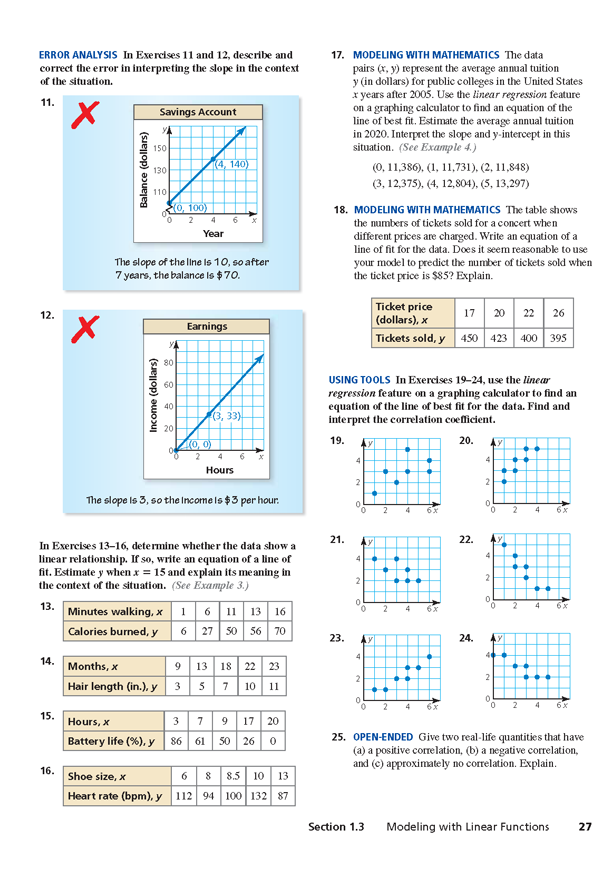 ERROR ANALYSIS In Exercises 11 and 12, describe and
correct the error in interpreting the slope in the context
of the situation.
11.
Savings Account
Balance (dollars)
y
150
130
110
0
(4, 140)
(0, 100)
0 2 4 6 x
Year
The slope of the line is 10, so after
7 years, the balance is $70.
12.
Earnings
Income (dollars)
y
80
60
40
20
0
(3, 33)
(0, 0)
0 2 4 6 x
Hours
The slope is 3, so the income is $3 per hour.
In Exercises 13–16, determine whether the data show a
linear relationship. If so, write an equation of a line of
fit. Estimate y when x = 15 and explain its meaning in
the context of the situation. (See Example 3.)
13.
Minutes walking, x 1 6 11 13 16
Calories burned, y 6 27 50 56 70
14.
Months, x 9 13 18 22 23
Hair length (in.), y 3 5 7 10 11
15.
Hours, x 3 7 9 17 20
Battery life (%), y 86 61 50 26 0
16.
Shoe size, x 6 8 8.5 10 13
Heart rate (bpm), y 112 94 100 132 87
17. MODELING WITH MATHEMATICS The data
pairs (x, y) represent the average annual tuition
y (in dollars) for public colleges in the United States
x years after 2005. Use the linear regression feature
on a graphing calculator to find an equation of the
line of best fit. Estimate the average annual tuition
in 2020. Interpret the slope and y-intercept in this
situation. (See Example 4.)
(0, 11,386), (1, 11,731), (2, 11,848)
(3, 12,375), (4, 12,804), (5, 13,297)
18. MODELING WITH MATHEMATICS The table shows
the numbers of tickets sold for a concert when
different prices are charged. Write an equation of a
line of fit for the data. Does it seem reasonable to use
your model to predict the number of tickets sold when
the ticket price is $85? Explain.
Ticket price
(dollars), x
17 20 22 26
Tickets sold, y 450 423 400 395
USING TOOLS In Exercises 19–24, use the linear
regression feature on a graphing calculator to find an
equation of the line of best fit for the data. Find and
interpret the correlation coefficient.
19.
y
4
2
0
0 2 4 6 x
20.
y
4
2
0
0 2 4 6 x
21.
y
4
2
0
0 2 4 6 x
22.
y
4
2
0
0 2 4 6 x
23.
y
4
2
0
0 2 4 6 x
24.
y
4
2
0
0 2 4 6 x
25. OPEN-ENDED Give two real-life quantities that have
(a) a positive correlation, (b) a negative correlation,
and (c) approximately no correlation. Explain.
Section 1.3 Modeling with Linear Functions 27